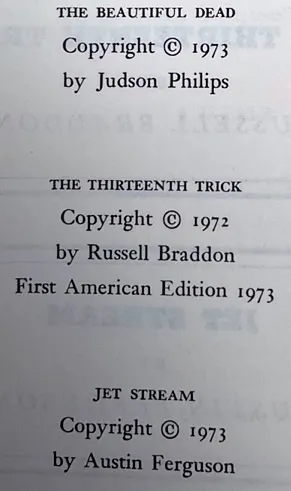 THE BEAUTIFUL DEAD
Copyright © 1973
by Judson Philips
THE THIRTEENTH TRICK
Copyright © 1972
by Russell Braddon
First American Edition 1973
JET STREAM
Copyright © 1973
by Austin Ferguson